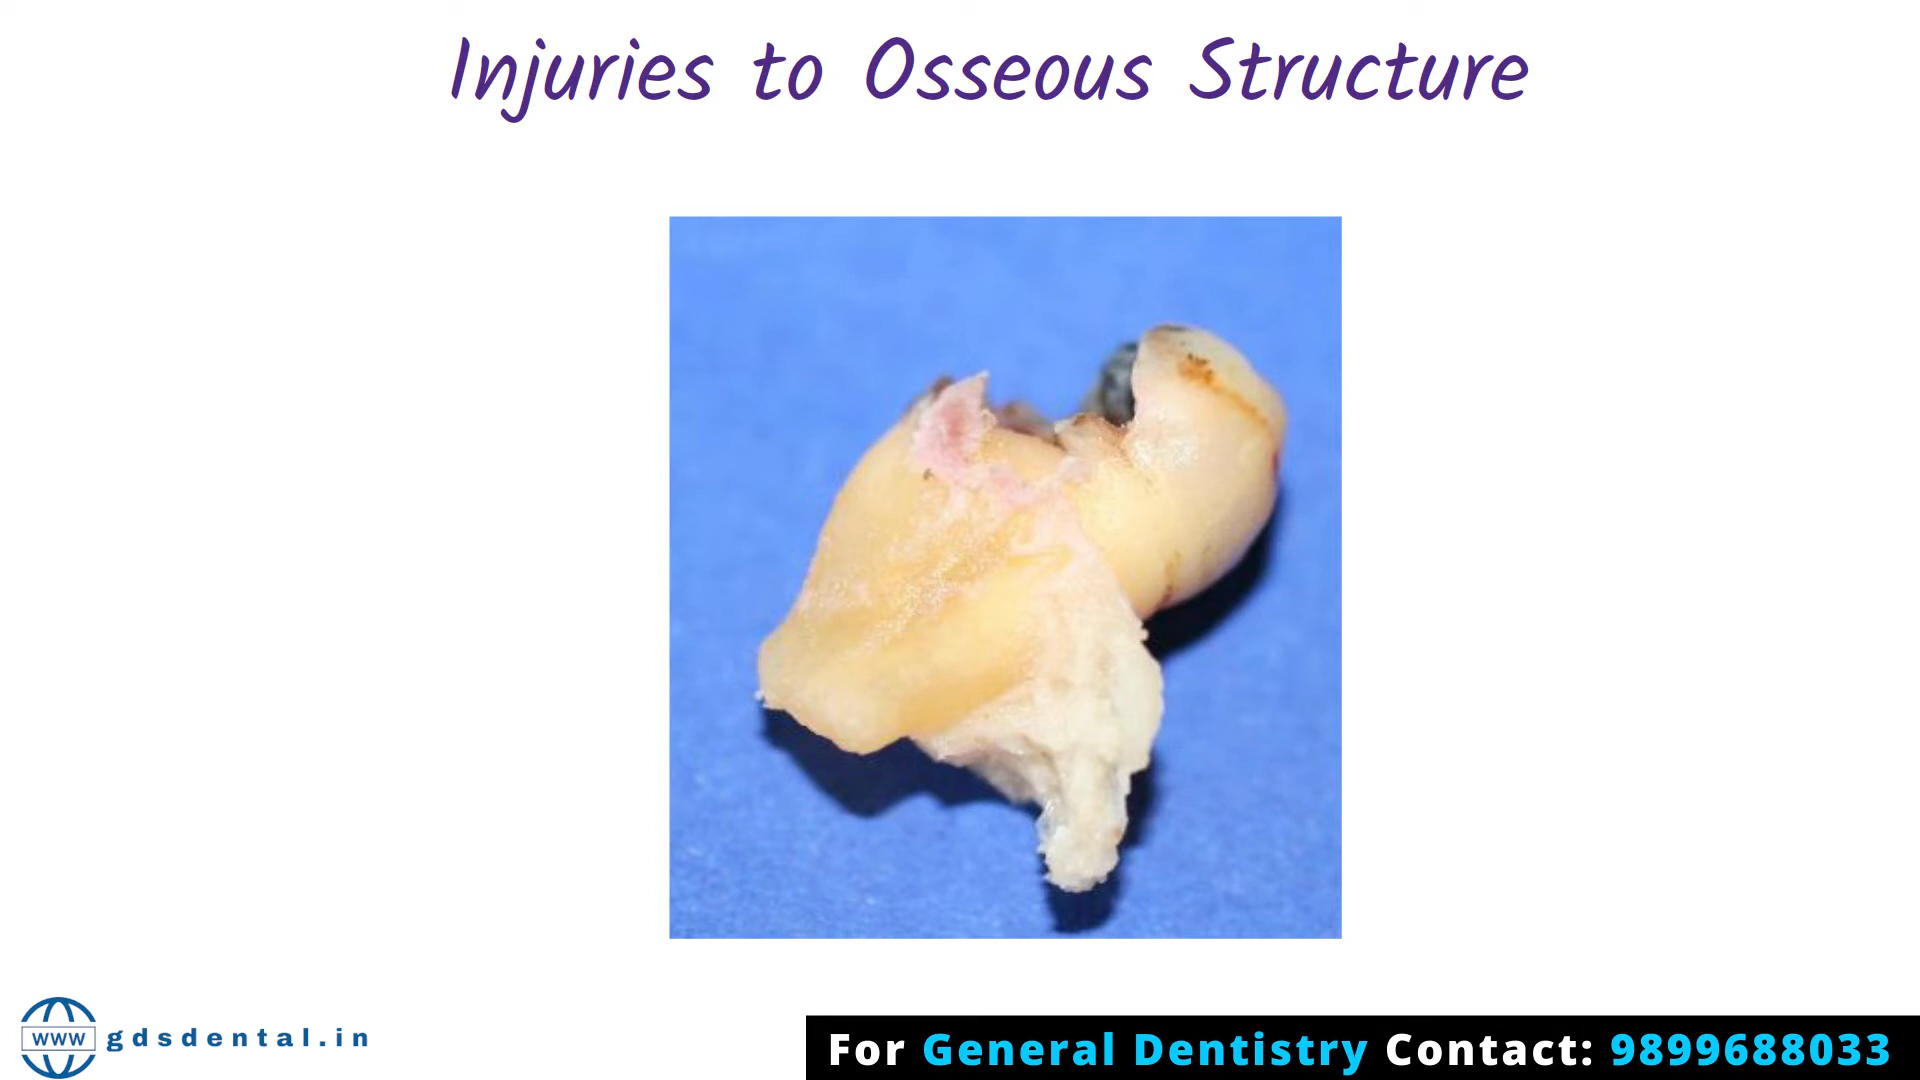 Injuries to Osseous Structure
www gdsdental.in
For General Dentistry Contact: 9899688033